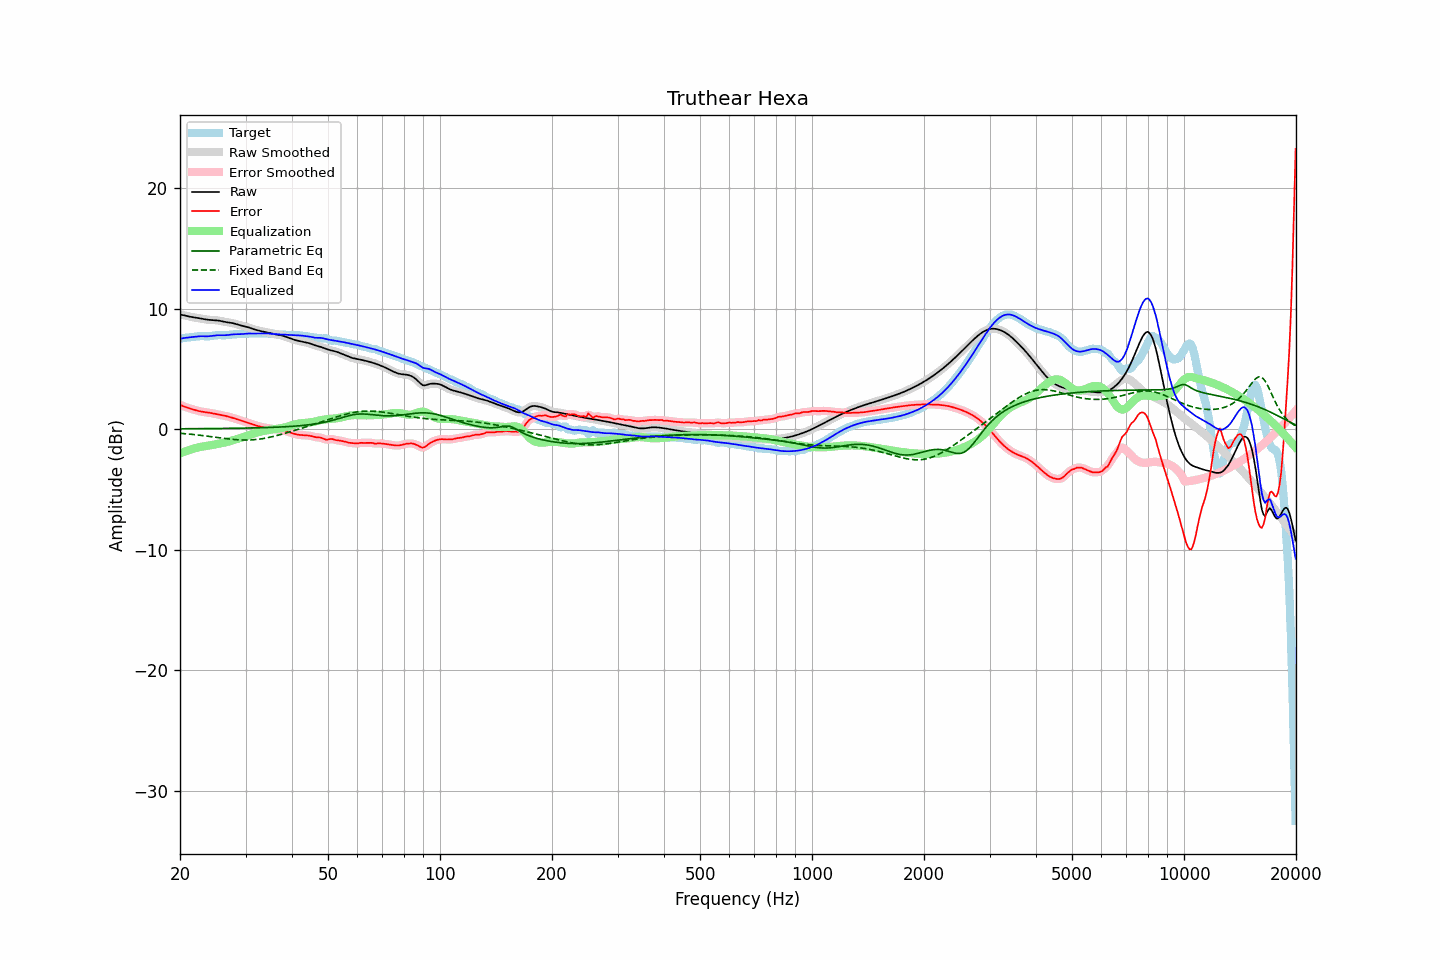 Truthear Hexa
Target
Raw Smoothed
Error Smoothed
Raw
Error
Equalization
Parametric Eq
Fixed Band Eq
Equalized
20
10
0
−10
−20
−30
Amplitude (dBr)
20 50 100 200 500 1000 2000 5000 10000 20000
Frequency (Hz)